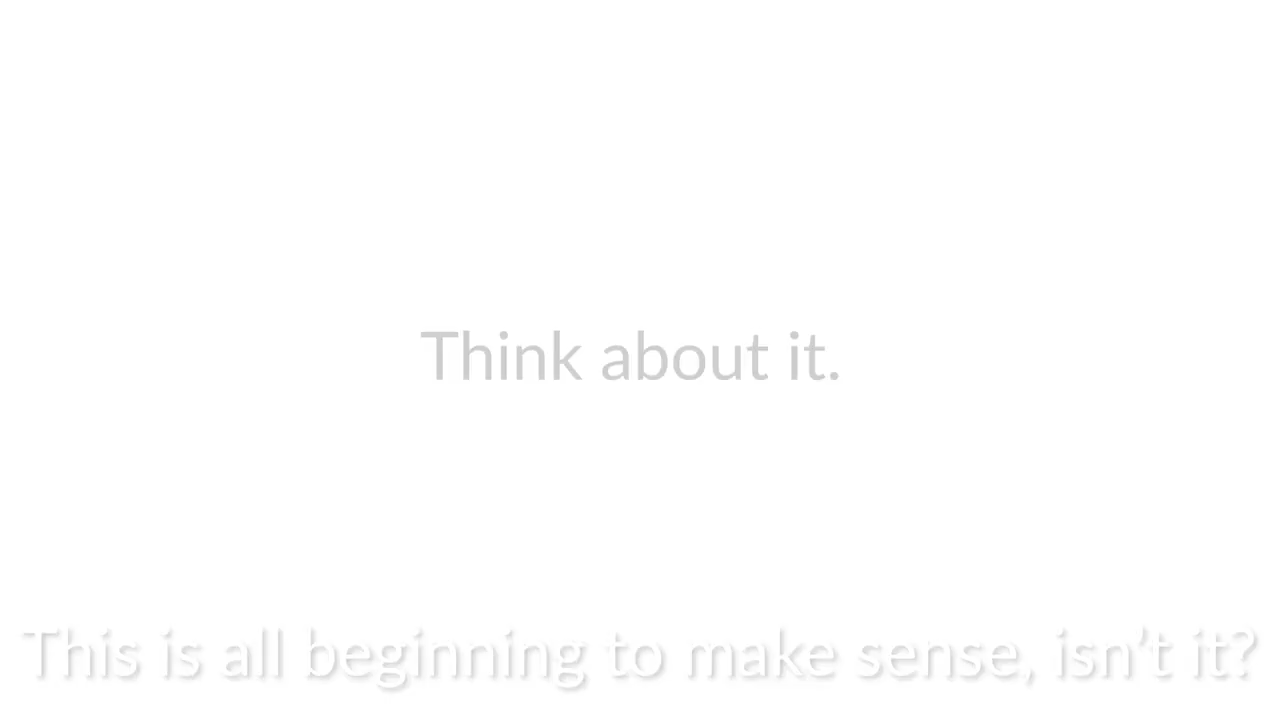 Think about it.
This is all beginning to make sense, isn't it?